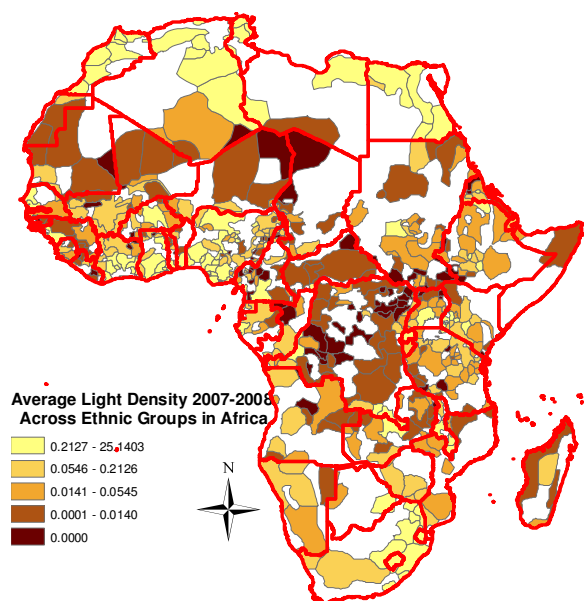 Average Light Density 2007-2008
Across Ethnic Groups in Africa
0.2127 - 25.1403
0.0546 - 0.2126
0.0141 - 0.0545
0.0001 - 0.0140
0.0000
N